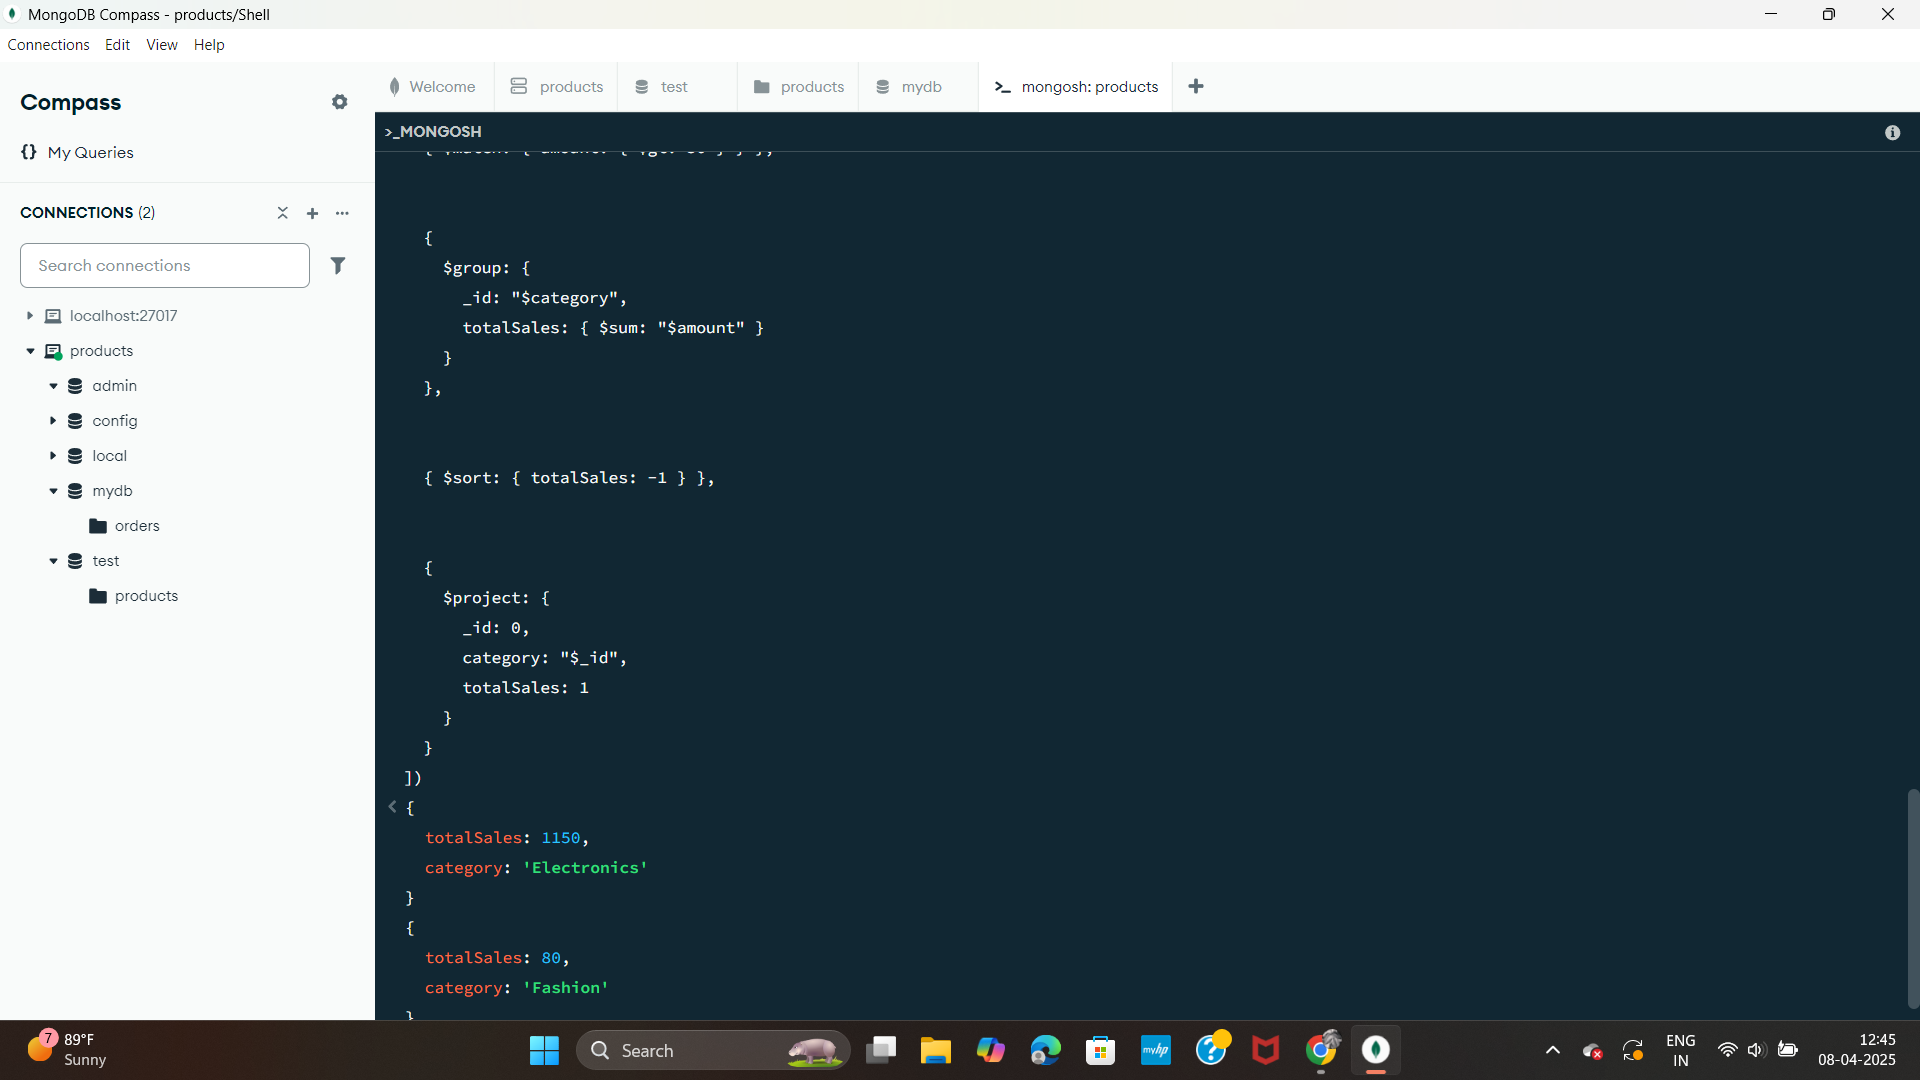 MongoDB Compass - products/Shell
Connections Edit View Help
Compass
My Queries
CONNECTIONS (2)
Search connections
localhost:27017
products
admin
config
local
mydb
orders
test
products
Welcome products test products mydb mongosh: products
>_MONGOSH
{
$group: {
_id: "$category",
totalSales: { $sum: "$amount" }
}
},
{ $sort: { totalSales: -1 } },
{
$project: {
_id: 0,
category: "$_id",
totalSales: 1
}
}
])
< {
totalSales: 1150,
category: 'Electronics'
}
{
totalSales: 80,
category: 'Fashion'
}
7
89°F
Sunny
Search
myhp
ENG
IN
12:45
08-04-2025